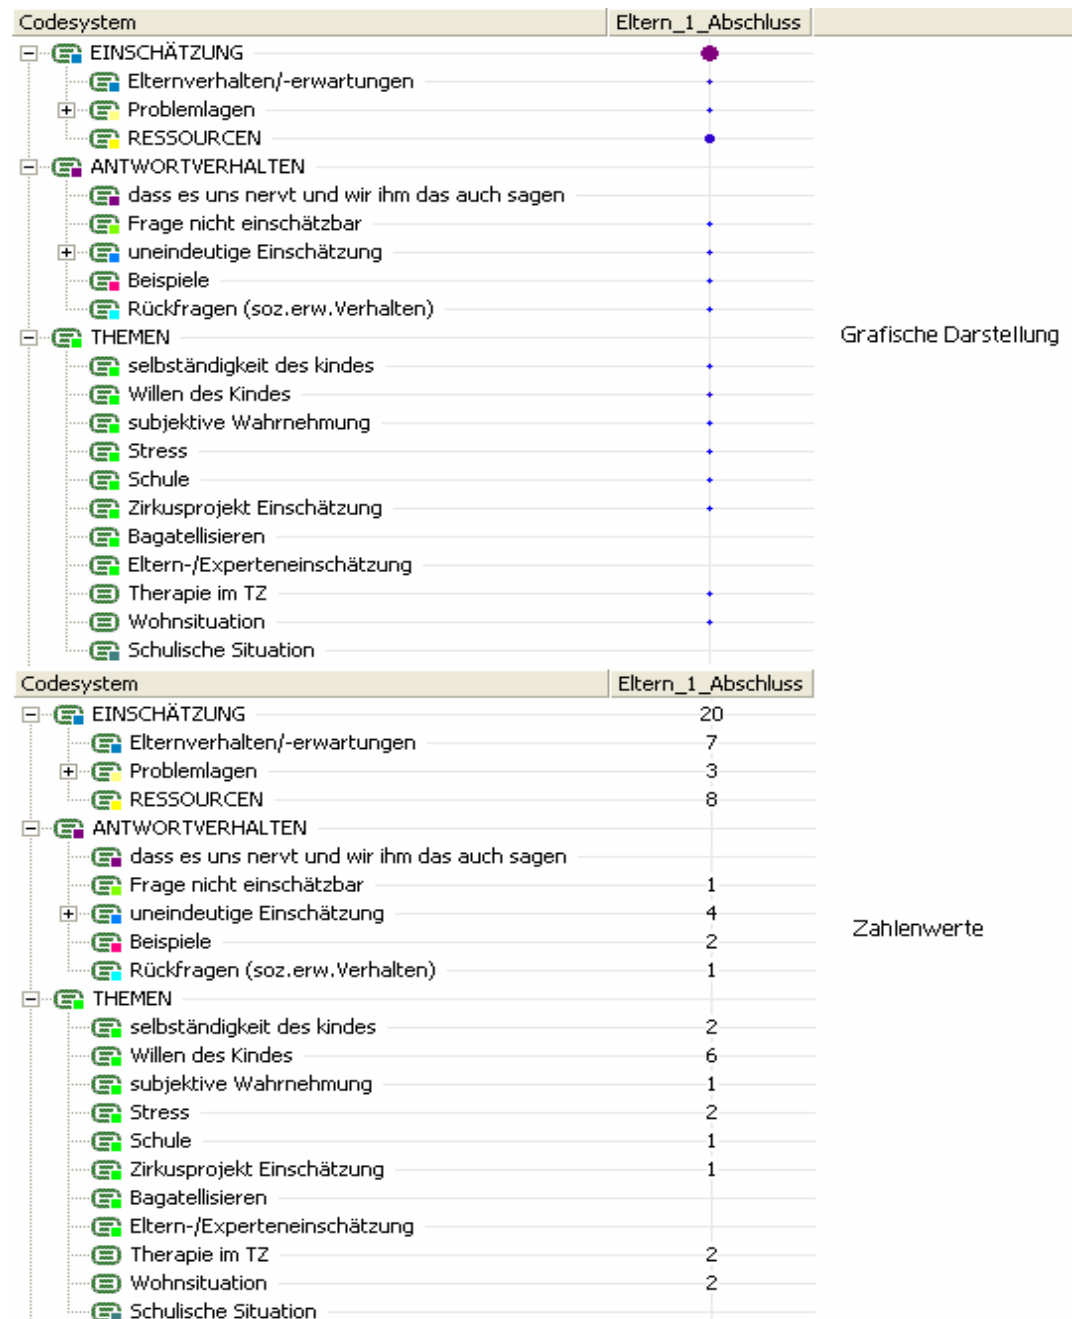 Codesystem Eltern_1_Abschluss
EINSCHÄTZUNG
Elternverhalten/-erwartungen
Problemlagen
RESSOURCEN
ANTWORTVERHALTEN
dass es uns nervt und wir ihm das auch sagen
Frage nicht einschätzbar
uneindeutige Einschätzung
Beispiele
Rückfragen (soz.erw.Verhalten)
THEMEN
Grafische Darstellung
selbständigkeit des kindes
Willen des Kindes
subjektive Wahrnehmung
Stress
Schule
Zirkusprojekt Einschätzung
Bagatellisieren
Eltern-/Experteneinschätzung
Therapie im TZ
Wohnsituation
Schulische Situation
Codesystem Eltern_1_Abschluss
EINSCHÄTZUNG 20
Elternverhalten/-erwartungen 7
Problemlagen 3
RESSOURCEN 8
ANTWORTVERHALTEN
dass es uns nervt und wir ihm das auch sagen
Frage nicht einschätzbar 1
uneindeutige Einschätzung 4
Zahlenwerte
Beispiele 2
Rückfragen (soz.erw.Verhalten) 1
THEMEN
selbständigkeit des kindes 2
Willen des Kindes 6
subjektive Wahrnehmung 1
Stress 2
Schule 1
Zirkusprojekt Einschätzung 1
Bagatellisieren
Eltern-/Experteneinschätzung
Therapie im TZ 2
Wohnsituation 2
Schulische Situation